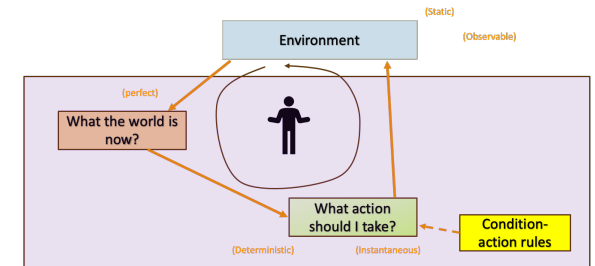 (Static)
Environment
(Observable)
(perfect)
What the world is
now?
What action
should I take?
Condition-
action rules
(Deterministic)
(Instantaneous)